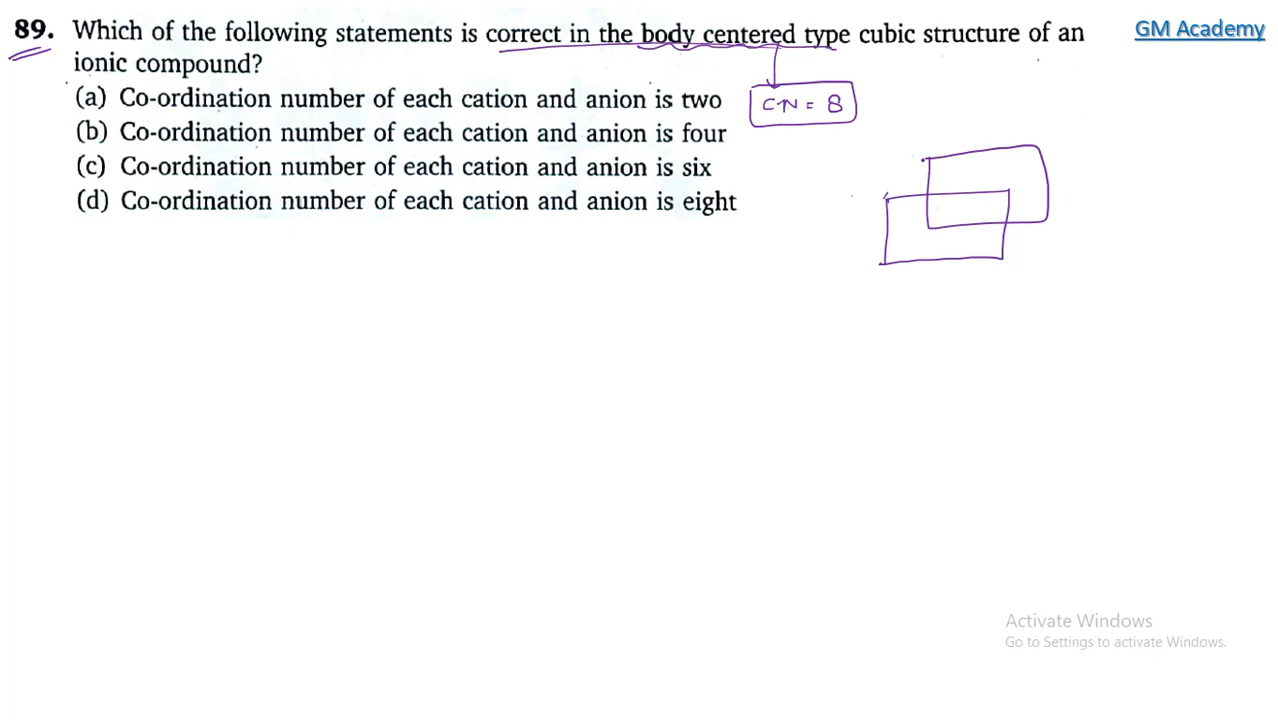 89. Which of the following statements is correct in the body centered type cubic structure of an
ionic compound?
(a) Co-ordination number of each cation and anion is two
(b) Co-ordination number of each cation and anion is four
(c) Co-ordination number of each cation and anion is six
(d) Co-ordination number of each cation and anion is eight
CN = 8
GM Academy
Activate Windows
Go to Settings to activate Windows.